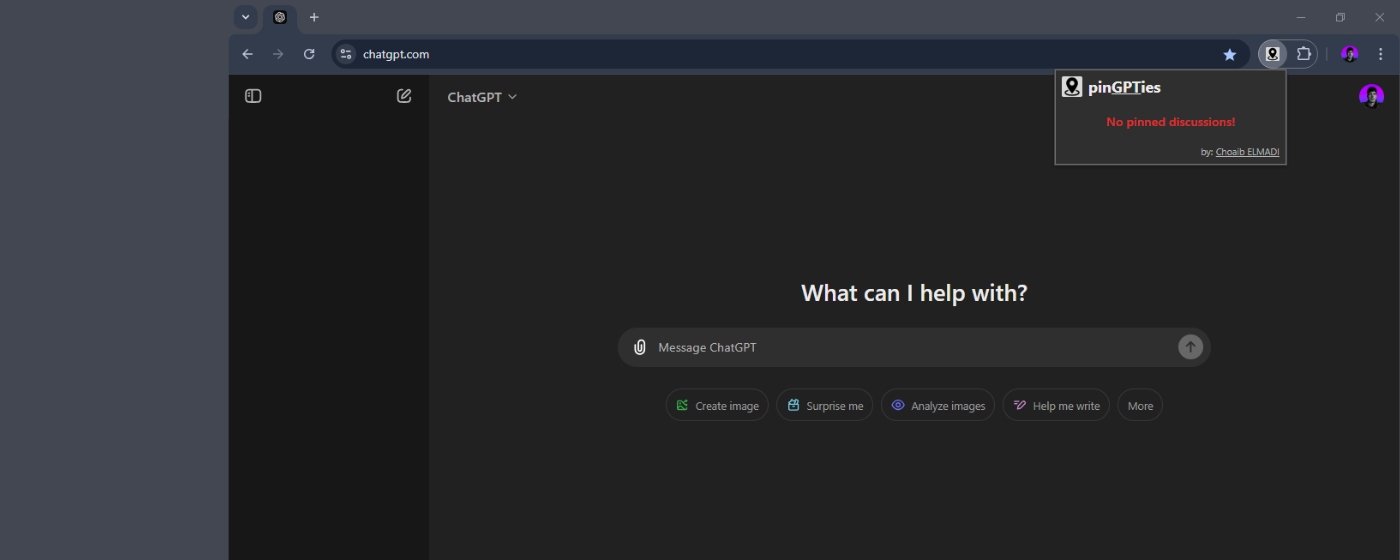 chatgpt.com
ChatGPT
pinGPTies
No pinned discussions!
by: Choaib ELMADI
What can I help with?
Message ChatGPT
Create image
Surprise me
Analyze images
Help me write
More